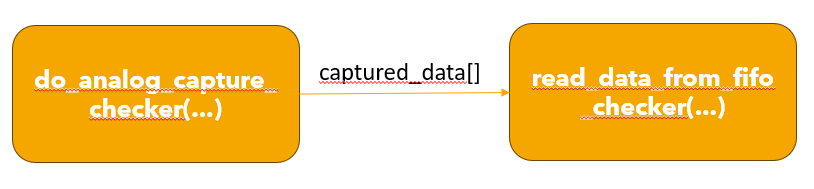 do_analog_capture_
checker(...)
captured_data[]
read_data_from_fifo
_checker(...)